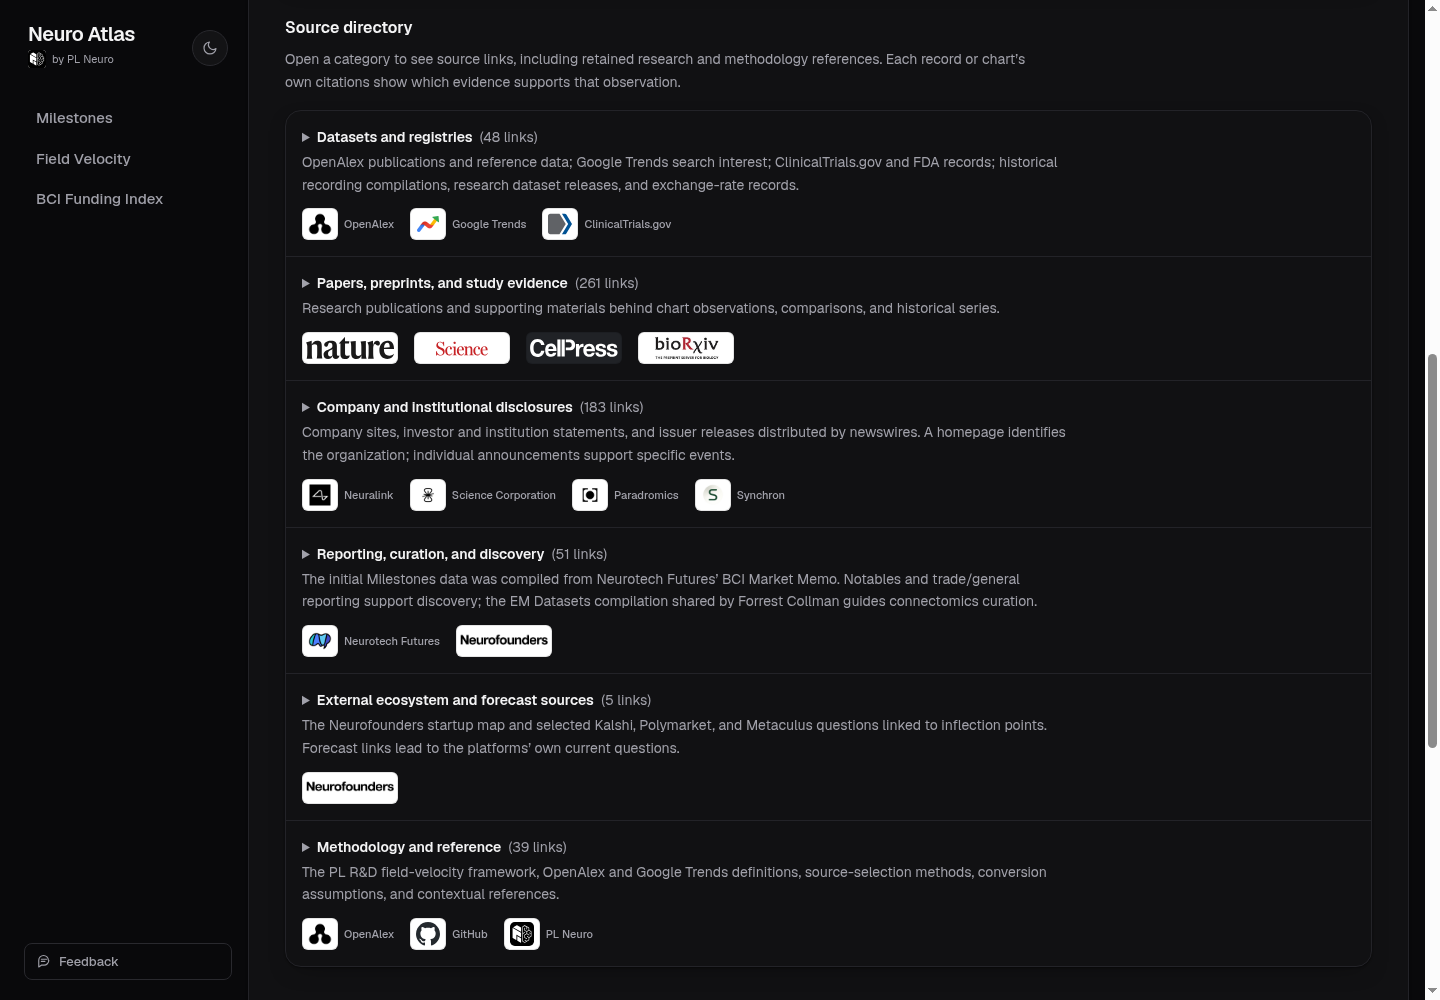 Neuro Atlas
by PL Neuro
Milestones
Field Velocity
BCI Funding Index
Feedback
Source directory
Open a category to see source links, including retained research and methodology references. Each record or chart's
own citations show which evidence supports that observation.
Datasets and registries (48 links)
OpenAlex publications and reference data; Google Trends search interest; ClinicalTrials.gov and FDA records; historical
recording compilations, research dataset releases, and exchange-rate records.
OpenAlex Google Trends ClinicalTrials.gov
Papers, preprints, and study evidence (261 links)
Research publications and supporting materials behind chart observations, comparisons, and historical series.
nature Science CellPress bioRxiv
THE PREPRINT SERVER FOR BIOLOGY
Company and institutional disclosures (183 links)
Company sites, investor and institution statements, and issuer releases distributed by newswires. A homepage identifies
the organization; individual announcements support specific events.
Neuralink Science Corporation Paradromics S Synchron
Reporting, curation, and discovery (51 links)
The initial Milestones data was compiled from Neurotech Futures’ BCI Market Memo. Notables and trade/general
reporting support discovery; the EM Datasets compilation shared by Forrest Collman guides connectomics curation.
Neurotech Futures Neurofounders
External ecosystem and forecast sources (5 links)
The Neurofounders startup map and selected Kalshi, Polymarket, and Metaculus questions linked to inflection points.
Forecast links lead to the platforms’ own current questions.
Neurofounders
Methodology and reference (39 links)
The PL R&D field-velocity framework, OpenAlex and Google Trends definitions, source-selection methods, conversion
assumptions, and contextual references.
OpenAlex GitHub PL Neuro